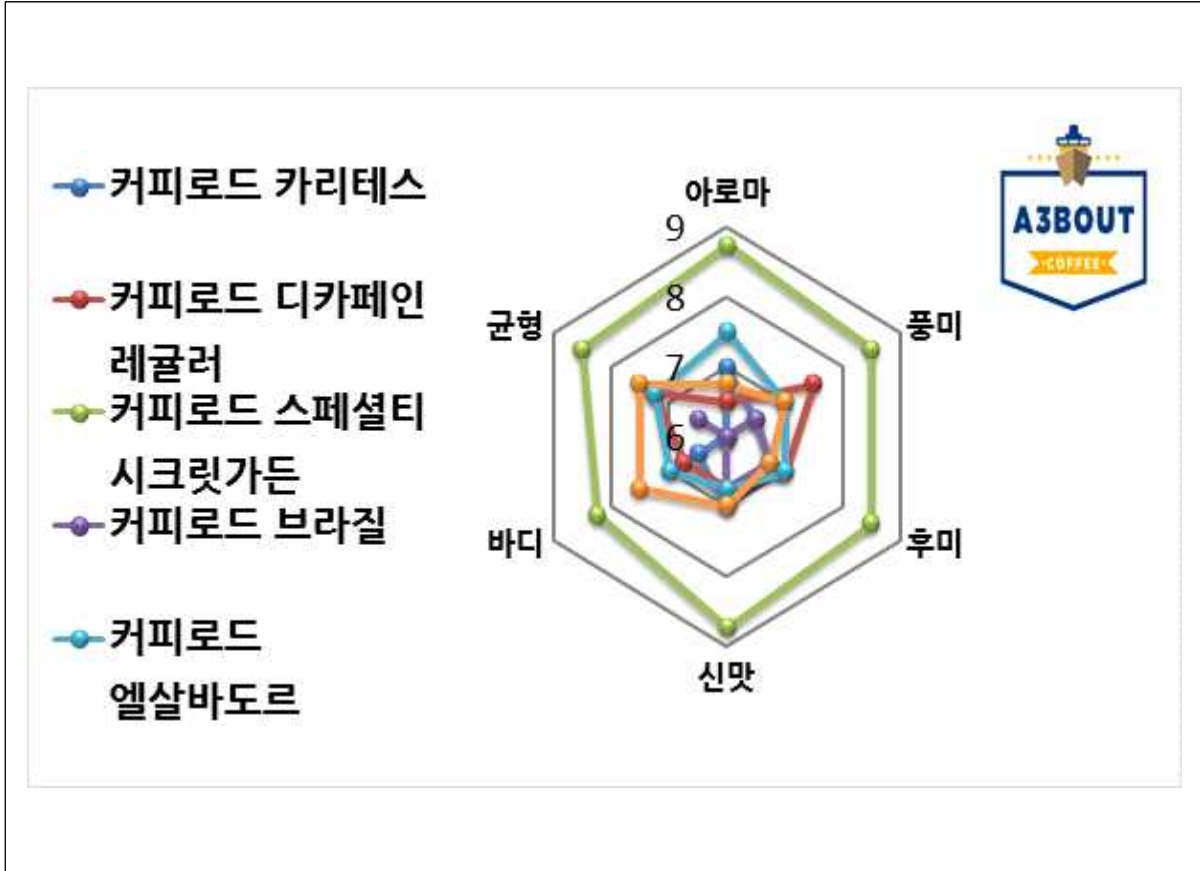 커피로드 카리테스
커피로드 디카페인
레귤러
커피로드 스페셜티
시크릿가든
커피로드 브라질
커피로드
엘살바도르
아로마
9
8
7
6
균형
풍미
바디
후미
신맛
A3BOUT
COFFEE